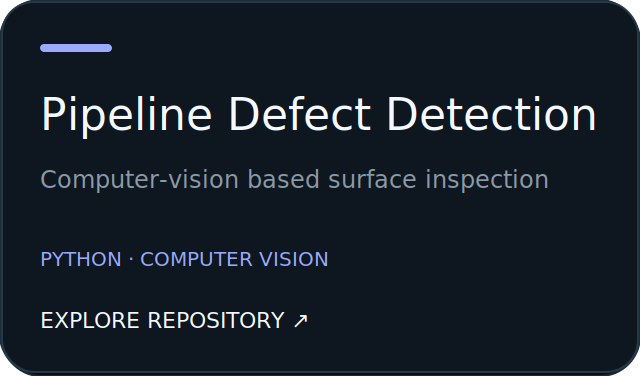 Pipeline Defect Detection
Computer-vision based surface inspection
PYTHON · COMPUTER VISION
EXPLORE REPOSITORY ↗